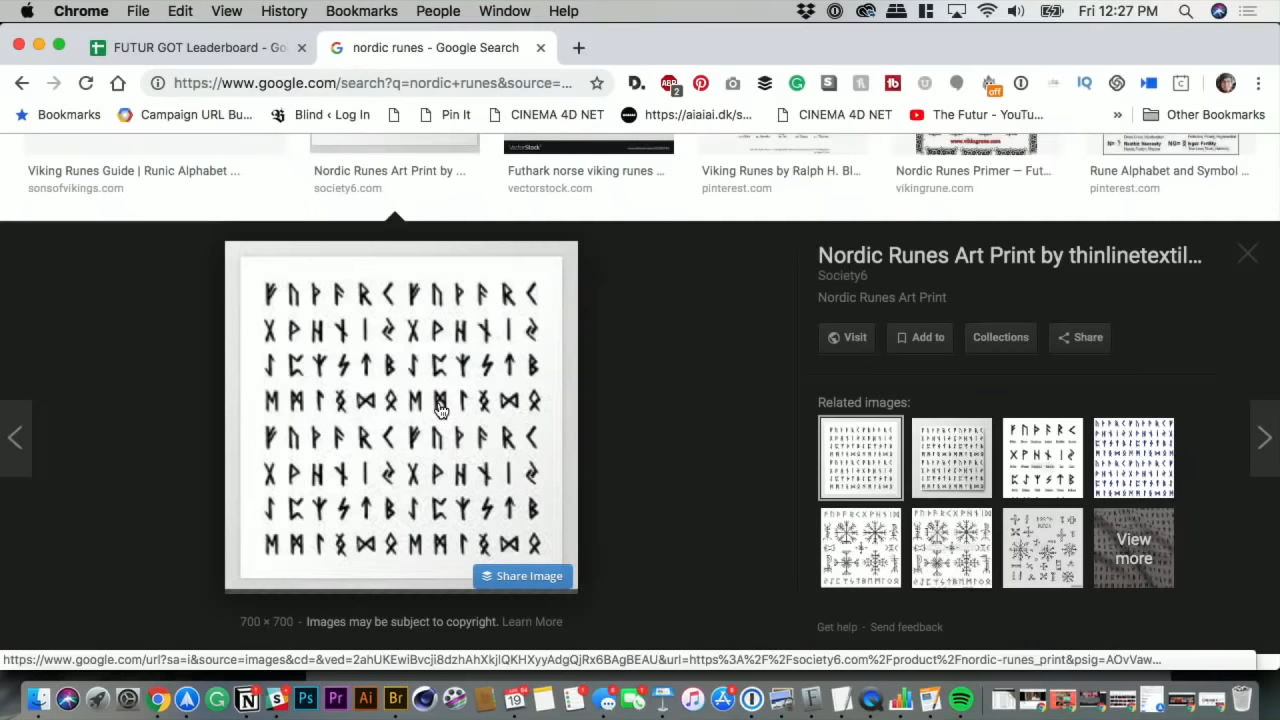 Chrome File Edit View History Bookmarks People Window Help Fri 12:27 PM
FUTUR GOT Leaderboard - Go
nordic runes - Google Search
https://www.google.com/search?q=nordic+runes&source=...
Bookmarks Campaign URL Bu... Blind ‹ Log In Pin It CINEMA 4D NET https://aiaiai.dk/s... CINEMA 4D NET The Futur - YouTu... » Other Bookmarks
VectorStock
www.vikingrune.com
Viking Runes Guide | Runic Alphabet ...
sonsofvikings.com
Nordic Runes Art Print by ...
society6.com
Futhark norse viking runes ...
vectorstock.com
Viking Runes by Ralph H. Bl...
pinterest.com
Nordic Runes Primer — Fut...
vikingrune.com
Rune Alphabet and Symbol ...
pinterest.com
ᚠ ᚢ ᚦ ᚨ ᚱ ᚲ ᚠ ᚢ ᚦ ᚨ ᚱ ᚲ
ᚷ ᚹ ᚺ ᚾ ᛁ ᛃ ᚷ ᚹ ᚺ ᚾ ᛁ ᛃ
ᛇ ᛈ ᛉ ᛋ ᛏ ᛒ ᛇ ᛈ ᛉ ᛋ ᛏ ᛒ
ᛖ ᛗ ᛚ ᛝ ᛞ ᛟ ᛖ ᛗ ᛚ ᛝ ᛞ ᛟ
ᚠ ᚢ ᚦ ᚨ ᚱ ᚲ ᚠ ᚢ ᚦ ᚨ ᚱ ᚲ
ᚷ ᚹ ᚺ ᚾ ᛁ ᛃ ᚷ ᚹ ᚺ ᚾ ᛁ ᛃ
ᛇ ᛈ ᛉ ᛋ ᛏ ᛒ ᛇ ᛈ ᛉ ᛋ ᛏ ᛒ
ᛖ ᛗ ᛚ ᛝ ᛞ ᛟ ᛖ ᛗ ᛚ ᛝ ᛞ ᛟ
Share Image
700 × 700 - Images may be subject to copyright. Learn More
Nordic Runes Art Print by thinlinetextil...
Society6
Nordic Runes Art Print
Visit Add to Collections Share
Related images:
View
more
Get help - Send feedback
https://www.google.com/url?sa=i&source=images&cd=&ved=2ahUKEwiBvcji8dzhAhXkjlQKHXyyAdgQjRx6BAgBEAU&url=https%3A%2F%2Fsociety6.com%2Fproduct%2Fnordic-runes_print&psig=AOvVaw...